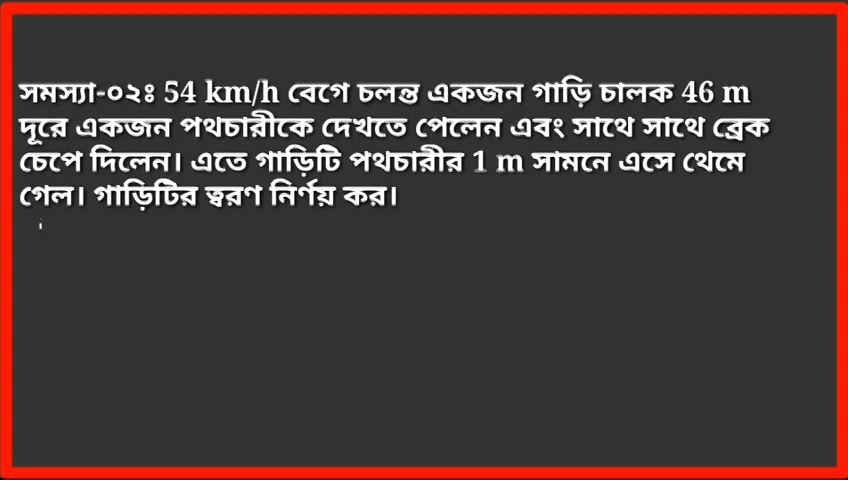 সমস্যা-০২ঃ 54 km/h বেগে চলন্ত একজন গাড়ি চালক 46 m
দূরে একজন পথচারীকে দেখতে পেলেন এবং সাথে সাথে ব্রেক
চেপে দিলেন। এতে গাড়িটি পথচারীর 1 m সামনে এসে থেমে
গেল। গাড়িটির ত্বরণ নির্ণয় কর।